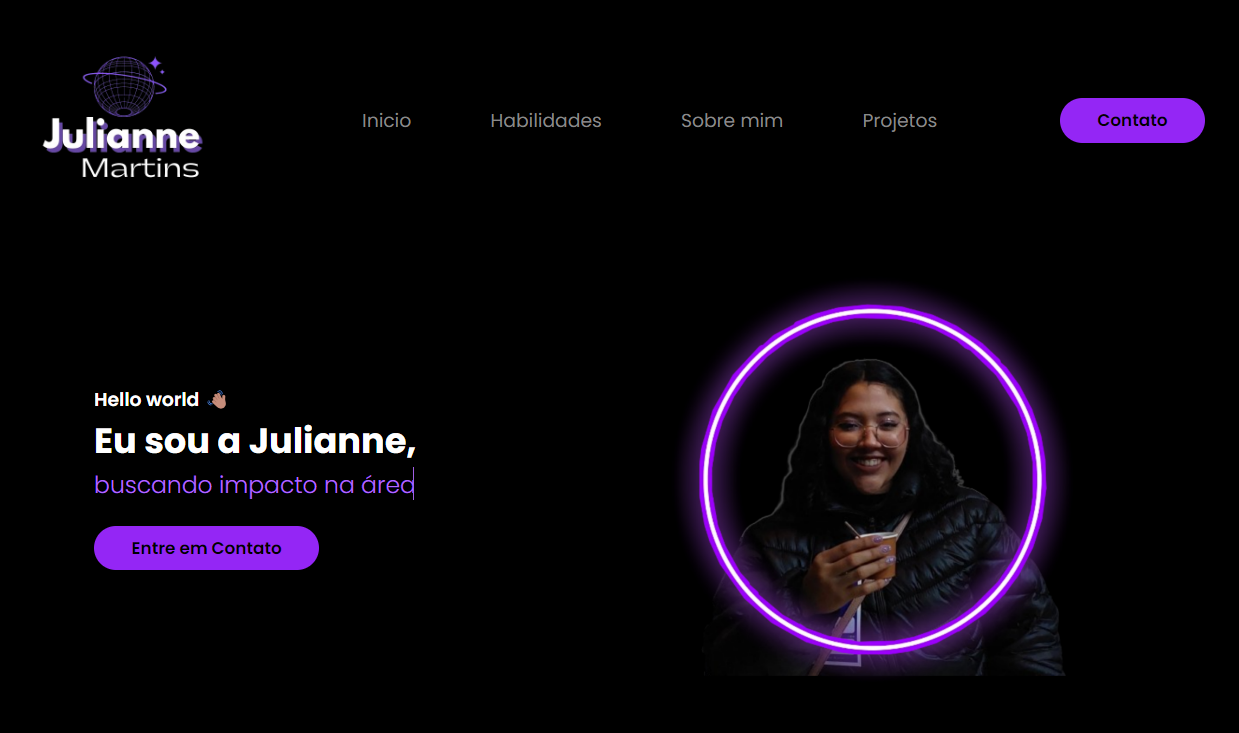 Julianne
Martins
Inicio
Habilidades
Sobre mim
Projetos
Contato
Hello world 👋🏽
Eu sou a Julianne,
buscando impacto na área
Entre em Contato